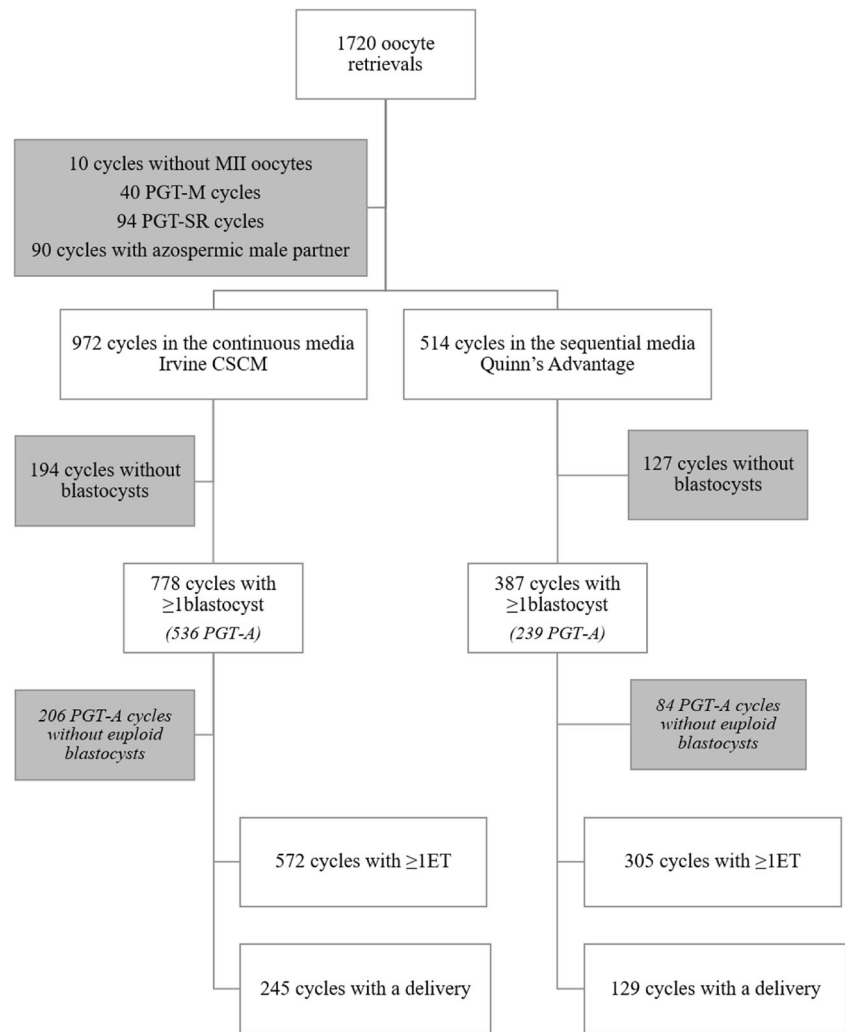 1720 oocyte
retrievals
10 cycles without MII oocytes
40 PGT-M cycles
94 PGT-SR cycles
90 cycles with azospermic male partner
972 cycles in the continuous media
Irvine CSCM
514 cycles in the sequential media
Quinn's Advantage
194 cycles without
blastocysts
127 cycles without
blastocysts
778 cycles with
≥1blastocyst
(536 PGT-A)
387 cycles with
≥1blastocyst
(239 PGT-A)
206 PGT-A cycles
without euploid
blastocysts
84 PGT-A cycles
without euploid
blastocysts
572 cycles with ≥1ET
305 cycles with ≥1ET
245 cycles with a delivery
129 cycles with a delivery